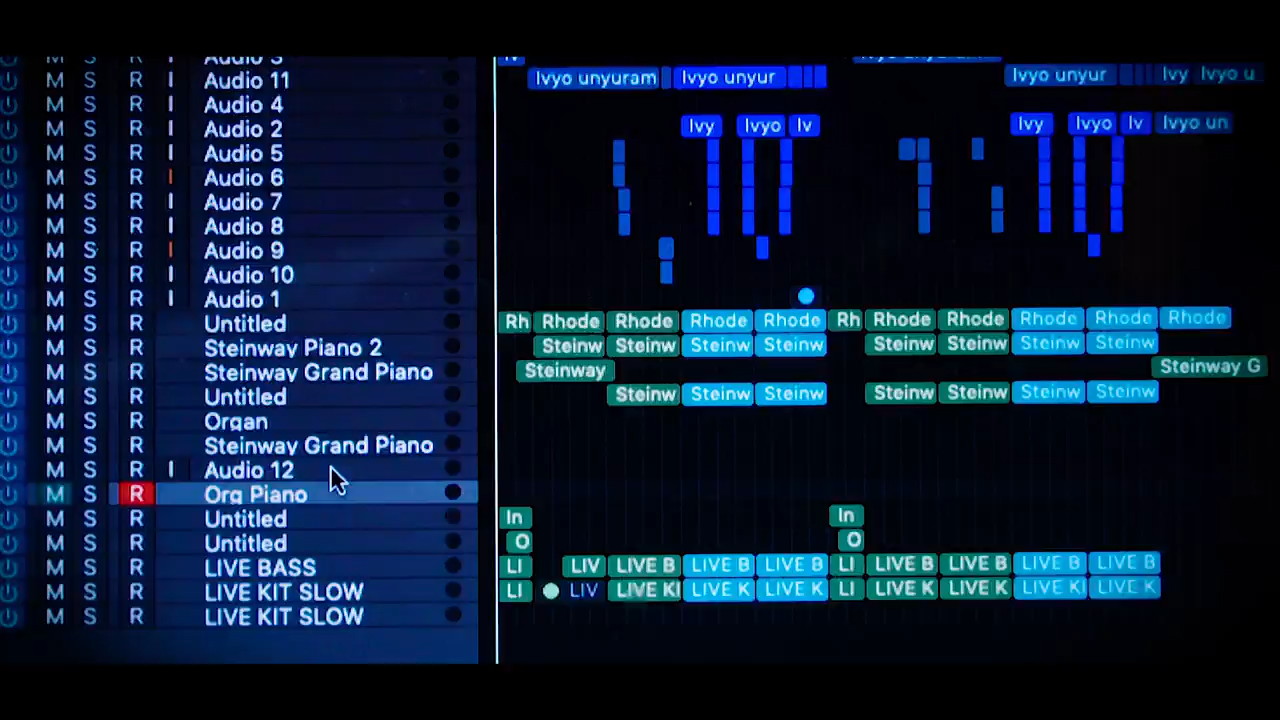 Iv
M S R I Audio 3
M S R I Audio 11 Ivyo unyuram Ivyo unyur Ivyo unyur Ivy Ivyo u
M S R I Audio 4
M S R I Audio 2 Ivy Ivyo Iv Ivy Ivyo Iv Ivyo un
M S R I Audio 5
M S R I Audio 6
M S R I Audio 7
M S R I Audio 8
M S R I Audio 9
M S R I Audio 10
M S R I Audio 1
M S R Untitled Rh Rhode Rhode Rhode Rhode Rh Rhode Rhode Rhode Rhode Rhode
M S R Steinway Piano 2 Steinw Steinw Steinw Steinw Steinw Steinw Steinw Steinw
M S R Steinway Grand Piano Steinway Steinway G
M S R Untitled Steinw Steinw Steinw Steinw Steinw Steinw Steinw
M S R Organ
M S R Steinway Grand Piano
M S R I Audio 12
M S R Org Piano
M S R Untitled In In
M S R Untitled O O
M S R LIVE BASS LI LIV LIVE B LIVE B LIVE B LI LIVE B LIVE B LIVE B LIVE B
M S R LIVE KIT SLOW LI LIV LIVE KI LIVE K LIVE K LI LIVE K LIVE K LIVE KI LIVE K
M S R LIVE KIT SLOW